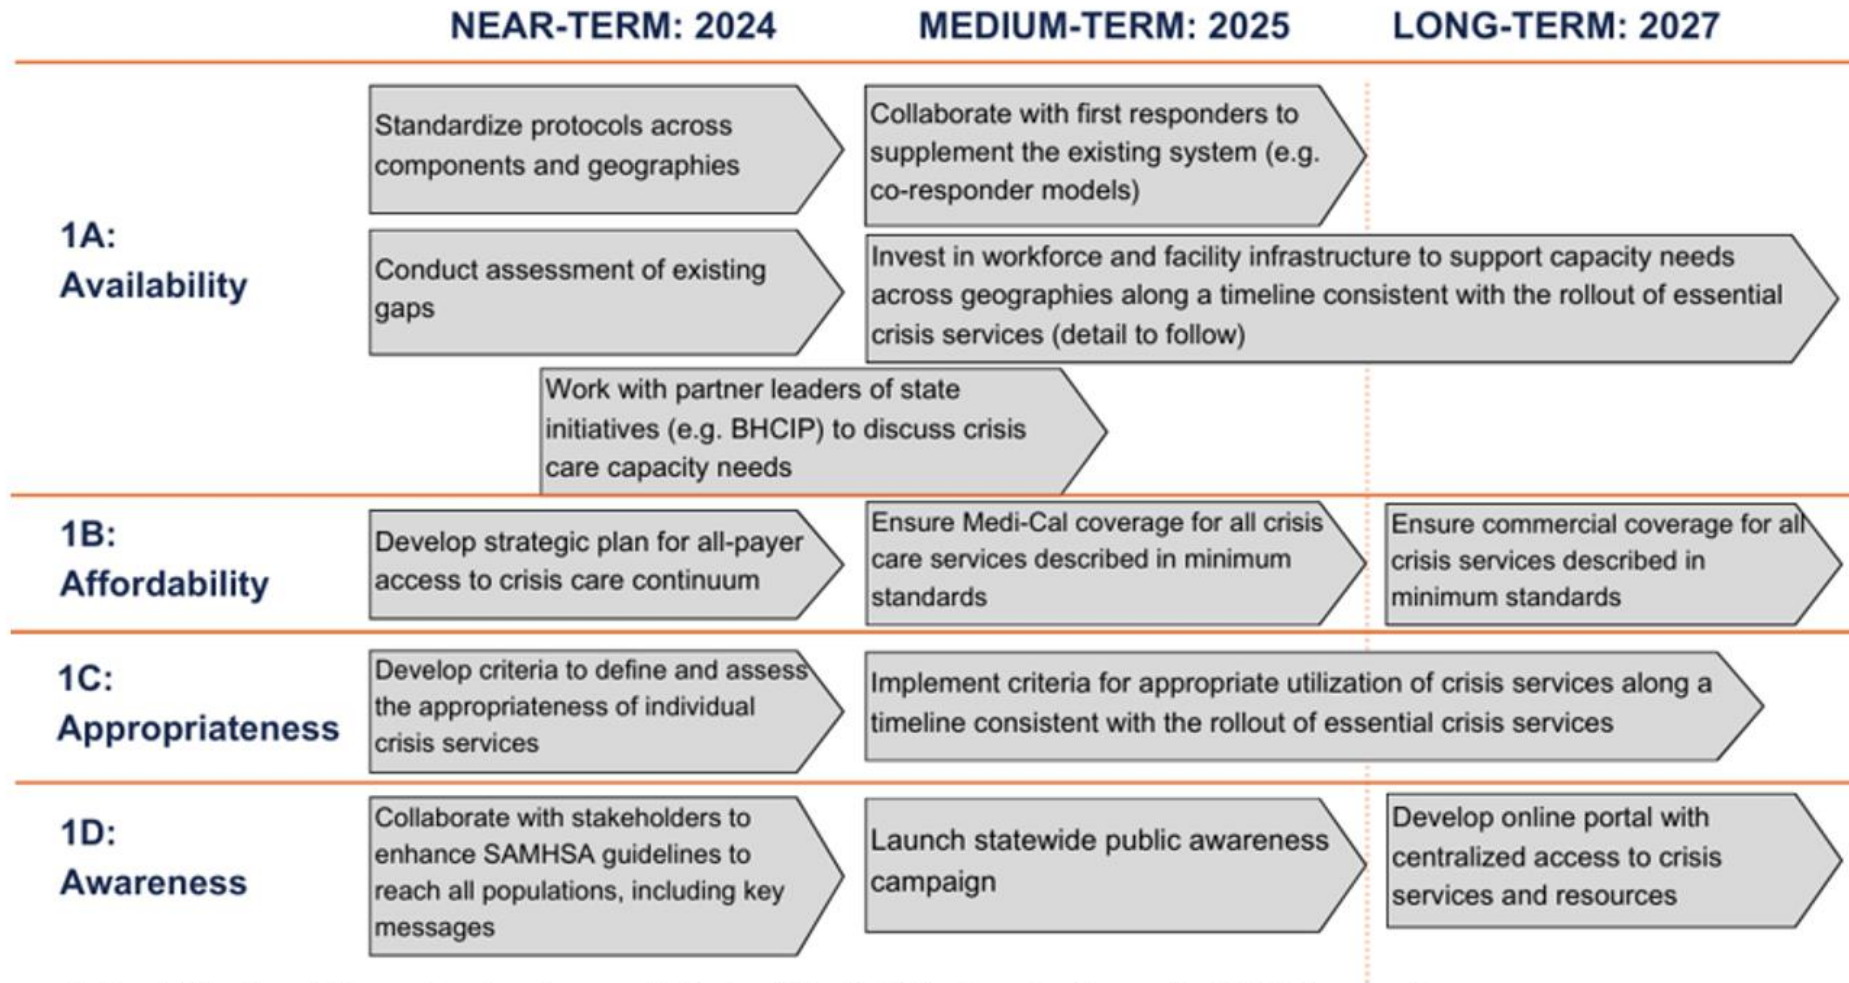 NEAR-TERM: 2024
MEDIUM-TERM: 2025
LONG-TERM: 2027
1A:
Availability
Standardize protocols across
components and geographies
Collaborate with first responders to
supplement the existing system (e.g.
co-responder models)
Conduct assessment of existing
gaps
Invest in workforce and facility infrastructure to support capacity needs
across geographies along a timeline consistent with the rollout of essential
crisis services (detail to follow)
Work with partner leaders of state
initiatives (e.g. BHCIP) to discuss crisis
care capacity needs
1B:
Affordability
Develop strategic plan for all-payer
access to crisis care continuum
Ensure Medi-Cal coverage for all crisis
care services described in minimum
standards
Ensure commercial coverage for all
crisis services described in
minimum standards
1C:
Appropriateness
Develop criteria to define and assess
the appropriateness of individual
crisis services
Implement criteria for appropriate utilization of crisis services along a
timeline consistent with the rollout of essential crisis services
1D:
Awareness
Collaborate with stakeholders to
enhance SAMHSA guidelines to
reach all populations, including key
messages
Launch statewide public awareness
campaign
Develop online portal with
centralized access to crisis
services and resources